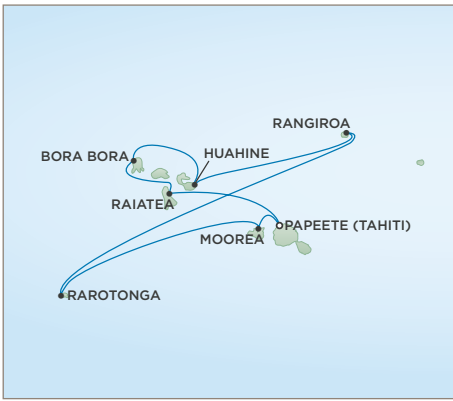 RANGIROA
BORA BORA
HUAHINE
RAIATEA
PAPEETE (TAHITI)
MOOREA
RAROTONGA